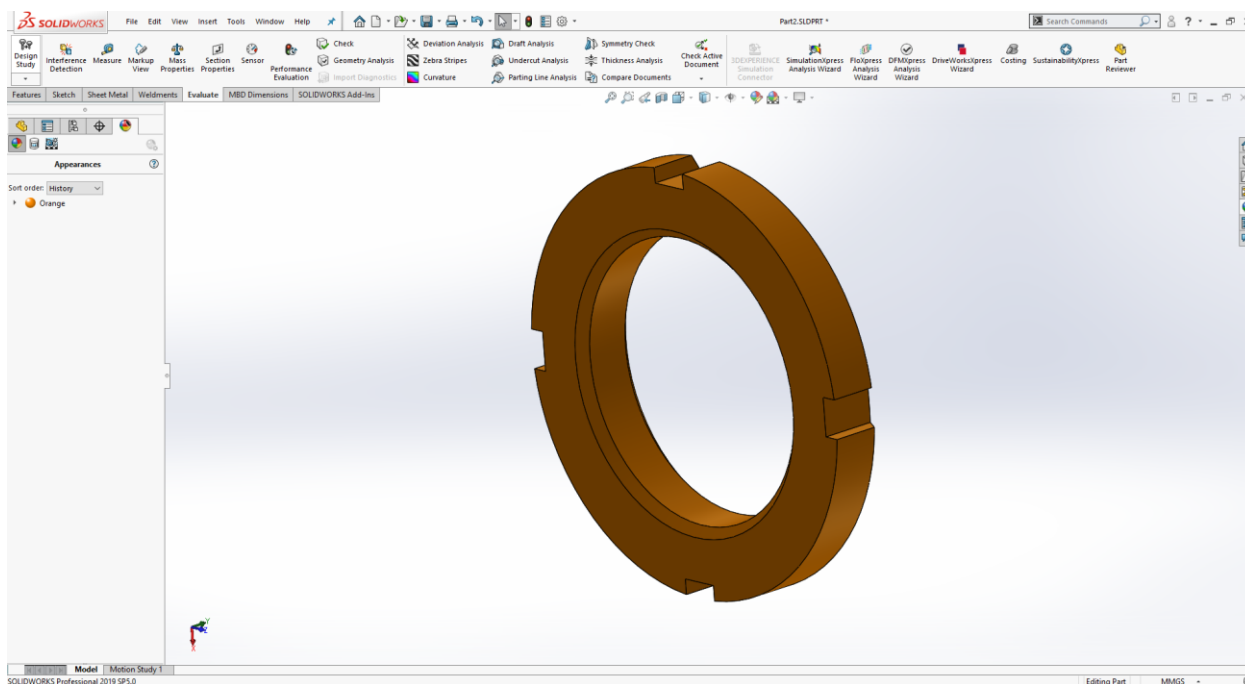 SOLIDWORKS File Edit View Insert Tools Window Help Part2.SLDPRT * Search Commands
Design Study
Interference Detection
Measure
Markup View
Mass Properties
Section Properties
Sensor
Performance Evaluation
Check
Geometry Analysis
Import Diagnostics
Deviation Analysis
Zebra Stripes
Curvature
Draft Analysis
Undercut Analysis
Parting Line Analysis
Symmetry Check
Thickness Analysis
Compare Documents
Check Active Document
3DEXPERIENCE Simulation Connector
SimulationXpress Analysis Wizard
FloXpress Analysis Wizard
DFMXpress Analysis Wizard
DriveWorksXpress Wizard
Costing
SustainabilityXpress
Part Reviewer
Features Sketch Sheet Metal Weldments Evaluate MBD Dimensions SOLIDWORKS Add-Ins
Appearances
Sort order: History
Orange
Y
Z
X
Model Motion Study 1
SOLIDWORKS Professional 2019 SP5.0 Editing Part MMGS